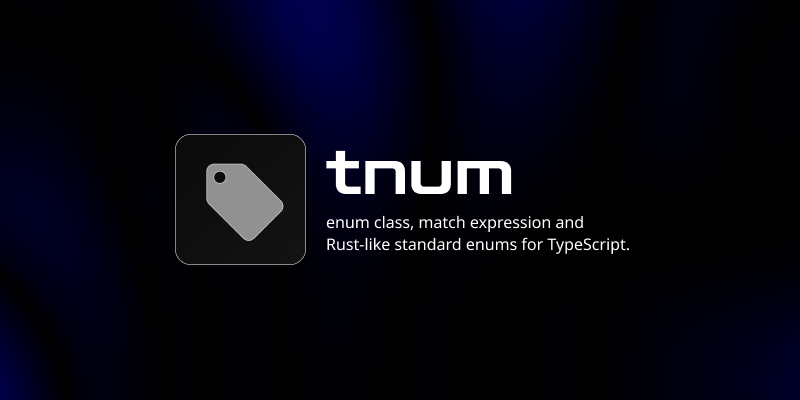 tnum
enum class, match expression and
Rust-like standard enums for TypeScript.